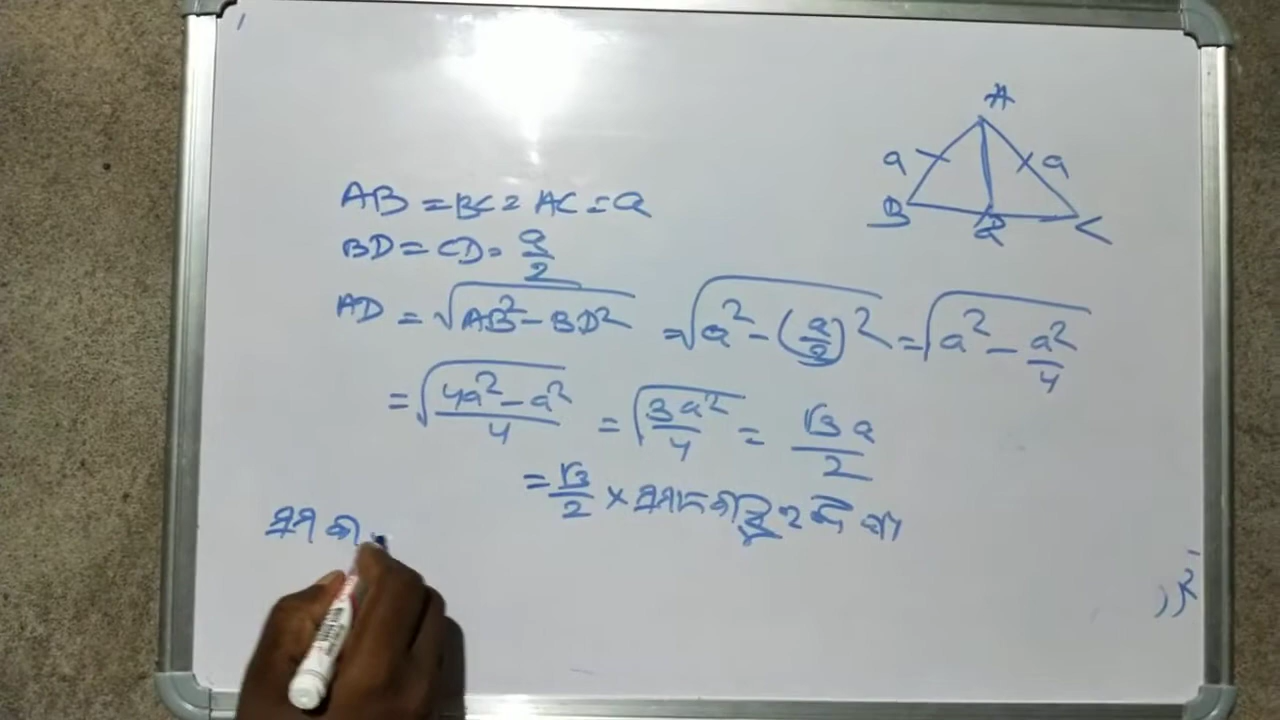 A
a a
B D C
AB = BC = AC = a
BD = CD = a/2
AD = √(AB² - BD²) = √(a² - (a/2)²) = √(a² - a²/4)
= √((4a² - a²)/4) = √(3a²/4) = √3a/2
= √3/2 ×